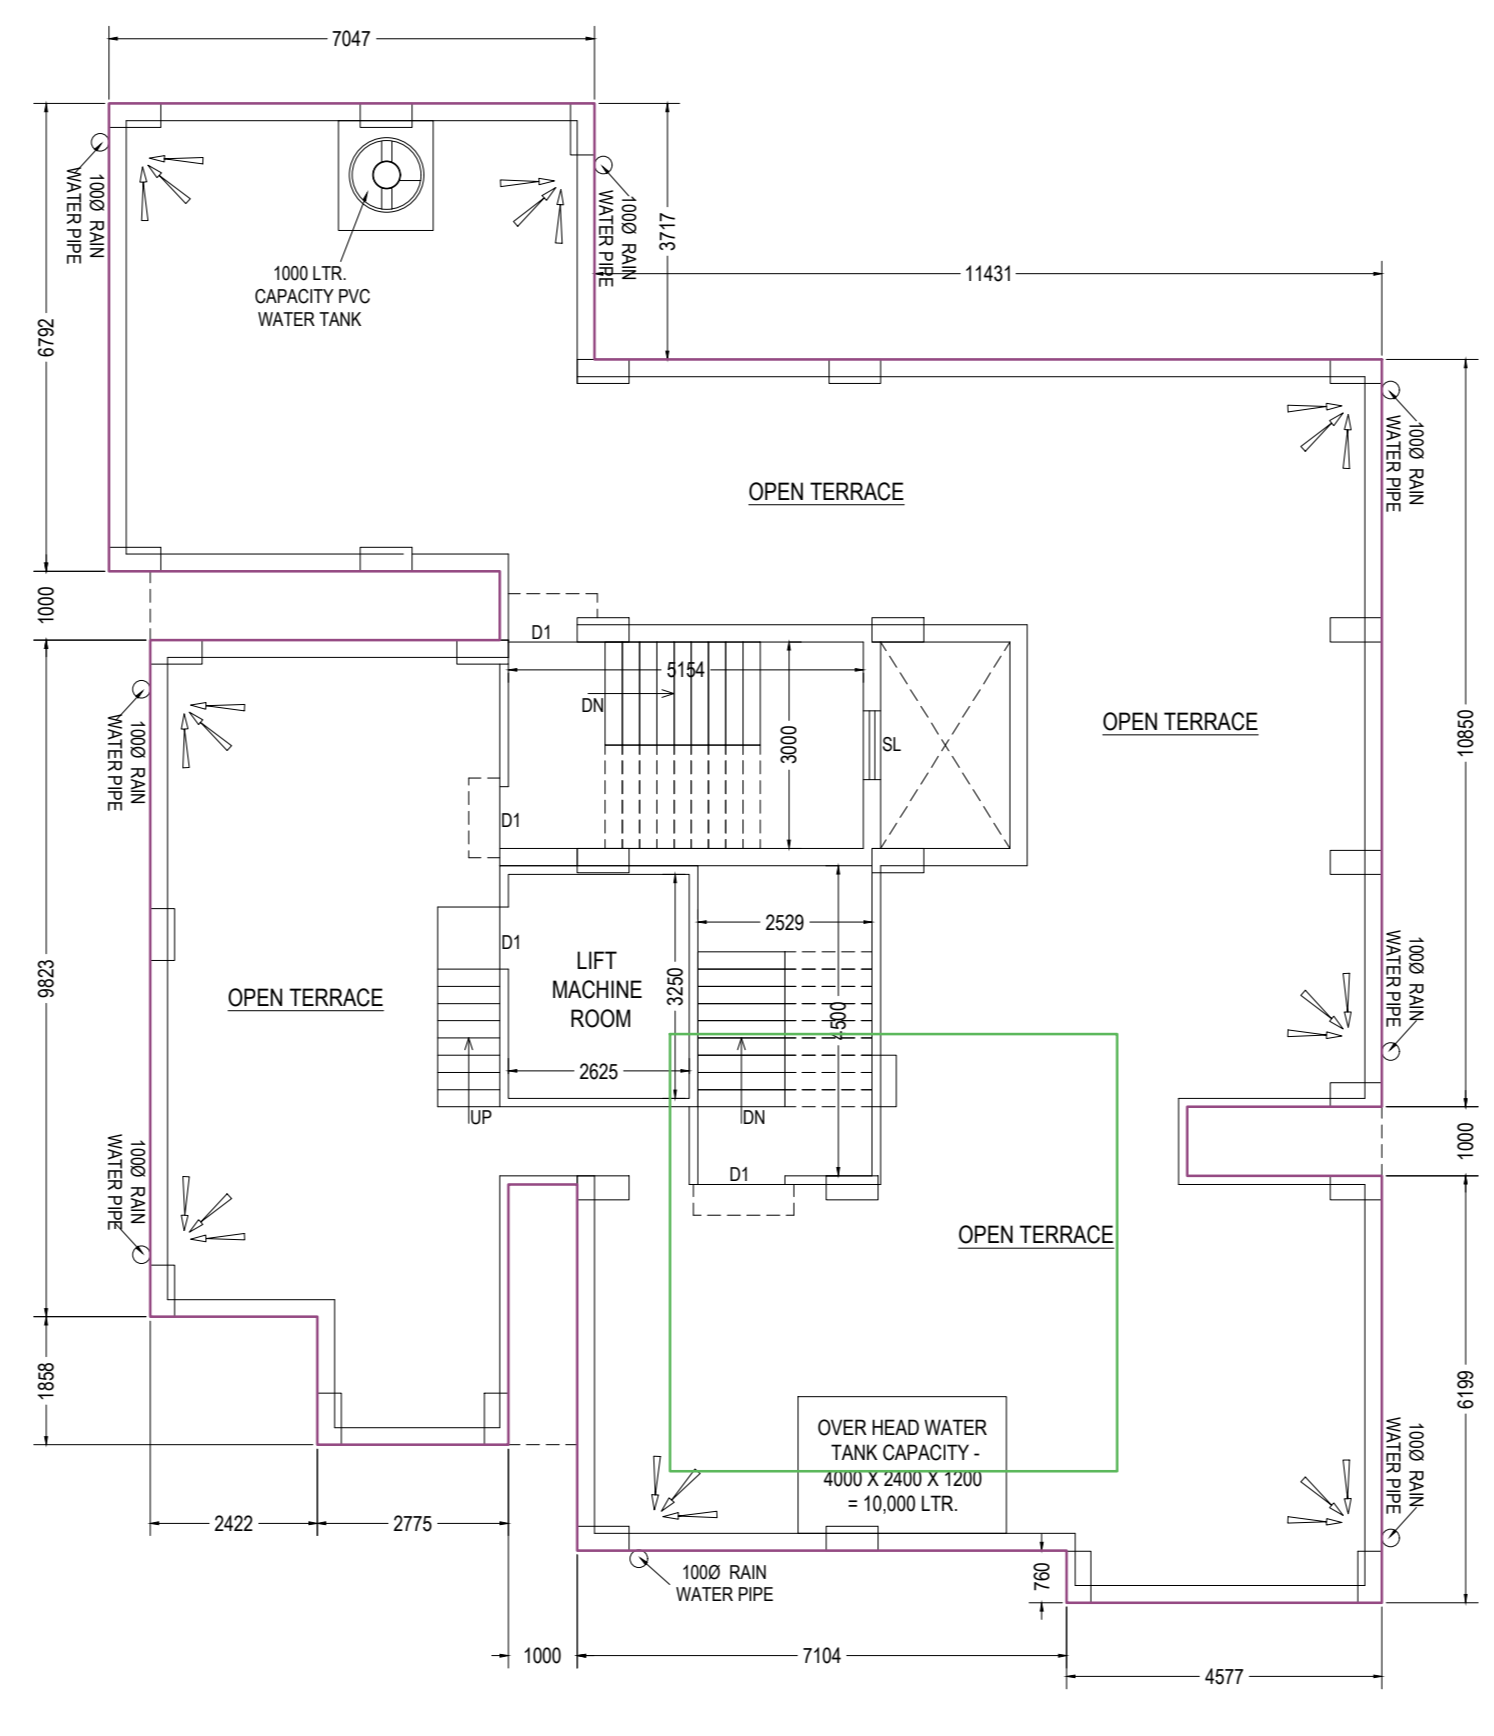 7047
100Ø RAIN
WATER PIPE
100Ø RAIN
WATER PIPE
3717
1000 LTR.
CAPACITY PVC
WATER TANK
11431
6792
100Ø RAIN
WATER PIPE
OPEN TERRACE
1000
D1
5154
DN
3000
SL
OPEN TERRACE
10850
100Ø RAIN
WATER PIPE
D1
2529
D1
LIFT
MACHINE
ROOM
3250
4500
100Ø RAIN
WATER PIPE
9823
OPEN TERRACE
2625
UP
DN
1000
100Ø RAIN
WATER PIPE
D1
OPEN TERRACE
1858
6199
OVER HEAD WATER
TANK CAPACITY -
4000 X 2400 X 1200
= 10,000 LTR.
100Ø RAIN
WATER PIPE
2422
2775
100Ø RAIN
WATER PIPE
760
1000
7104
4577